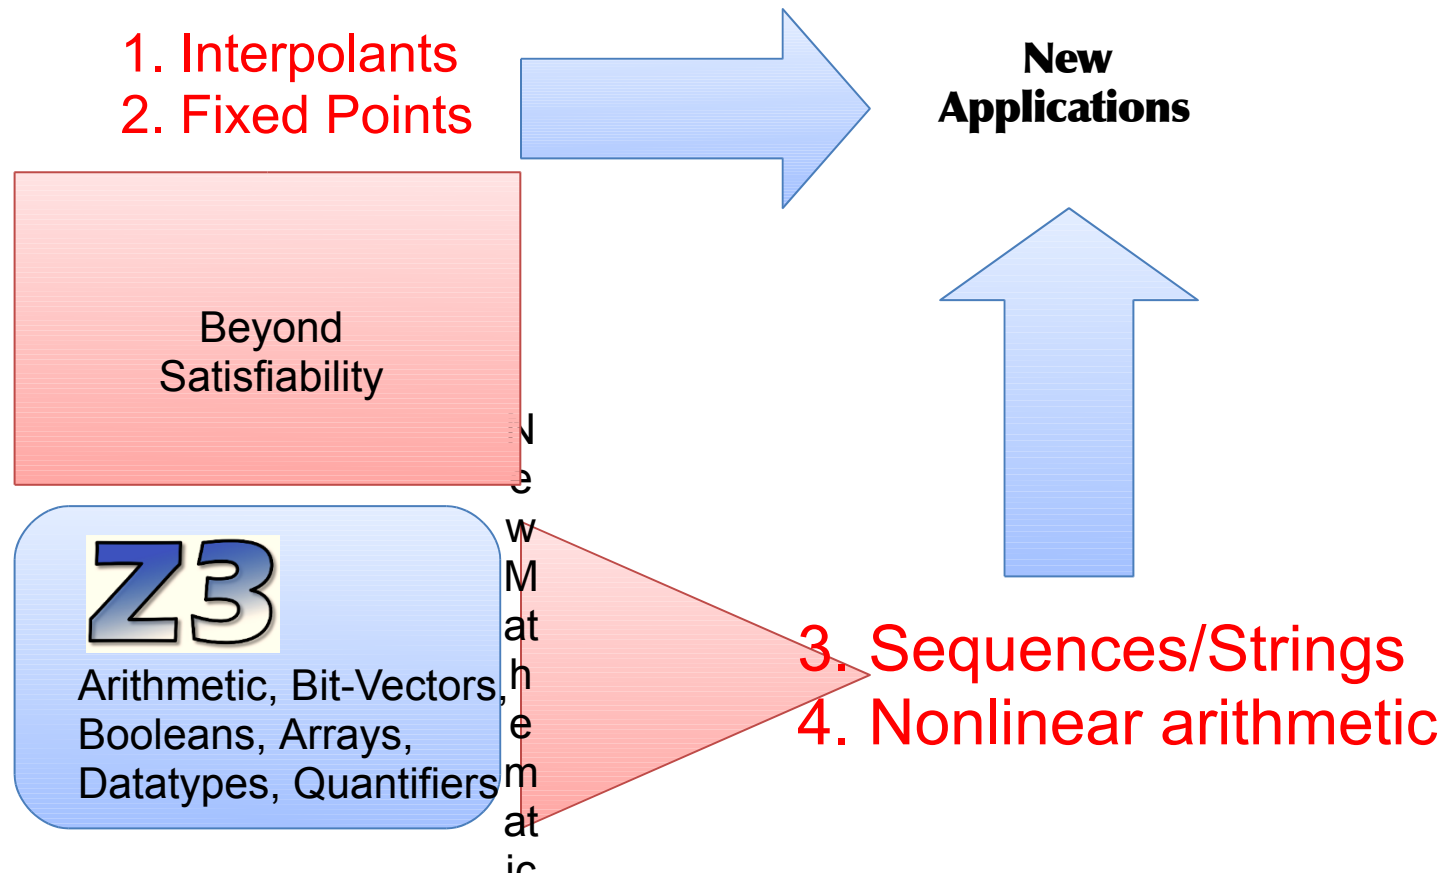 1. Interpolants
2. Fixed Points
New
Applications
Beyond
Satisfiability
Z3
Arithmetic, Bit-Vectors,
Booleans, Arrays,
Datatypes, Quantifiers
N
e
w
M
at
h
e
m
at
ic
3. Sequences/Strings
4. Nonlinear arithmetic